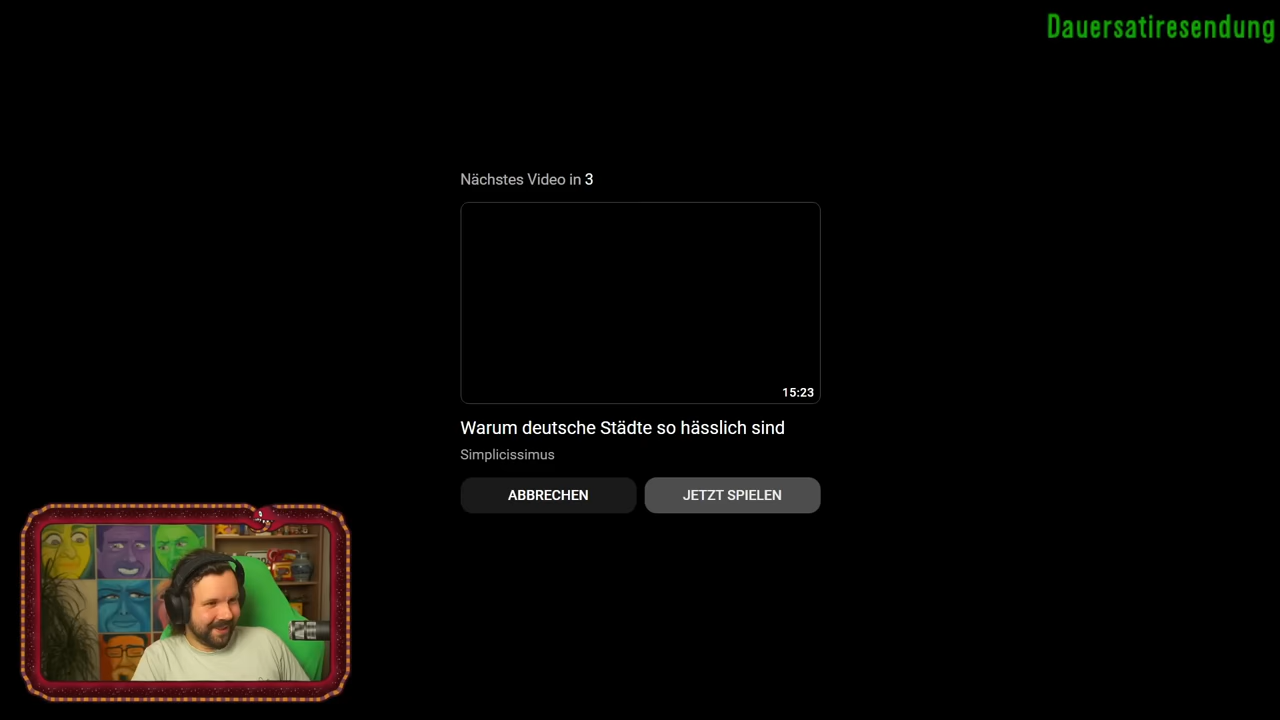 Dauersatiresendung
Nächstes Video in 3
15:23
Warum deutsche Städte so hässlich sind
Simplicissimus
ABBRECHEN
JETZT SPIELEN